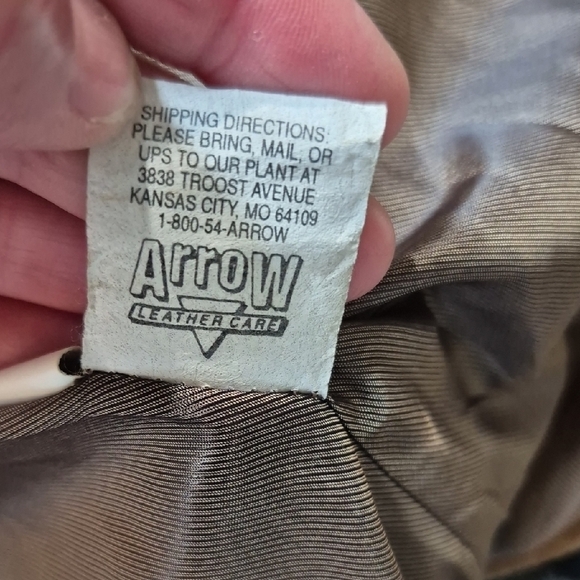 SHIPPING DIRECTIONS:
PLEASE BRING, MAIL, OR
UPS TO OUR PLANT AT
3838 TROOST AVENUE
KANSAS CITY, MO 64109
1-800-54-ARROW
ArroW
LEATHER CARE